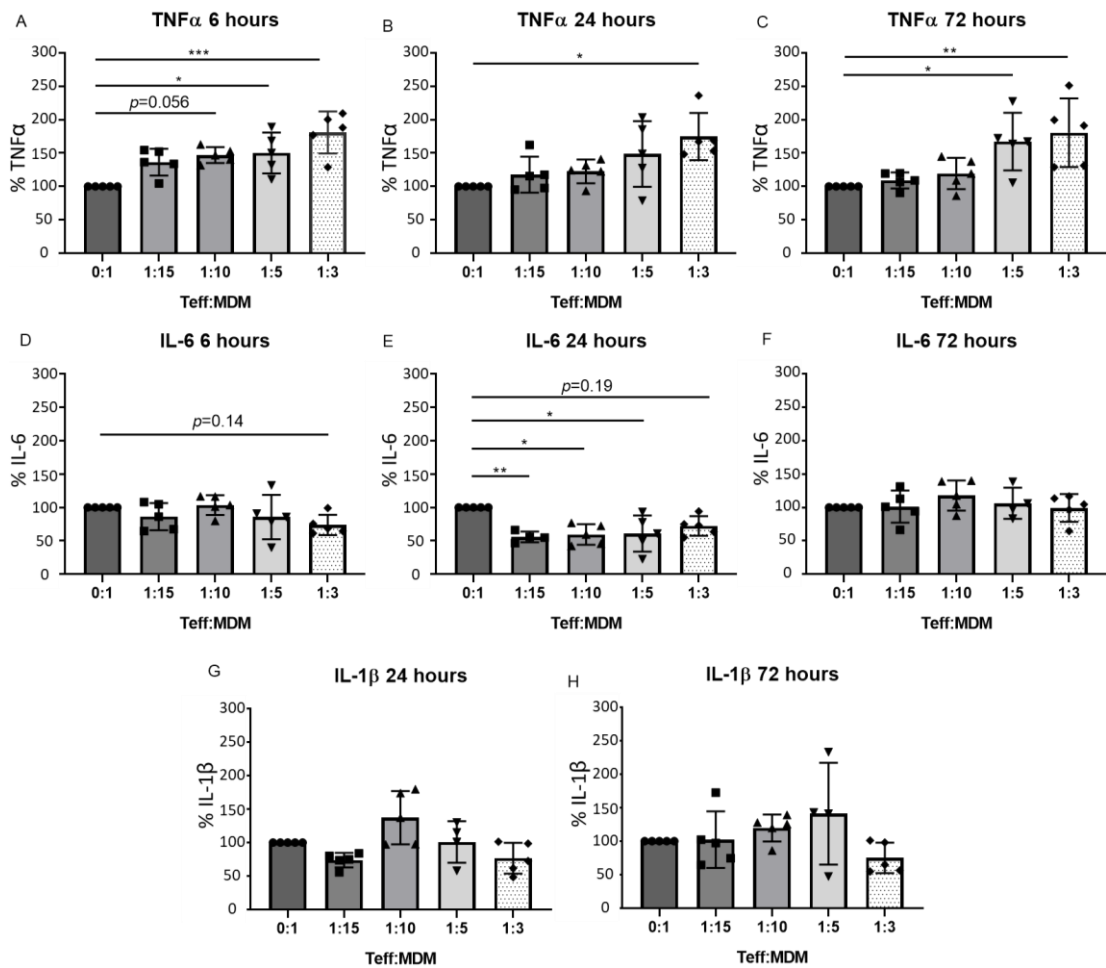 A
TNFα 6 hours
300
250
200
150
100
50
0
% TNFα
***
*
p=0.056
0:1 1:15 1:10 1:5 1:3
Teff:MDM
B
TNFα 24 hours
300
250
200
150
100
50
0
% TNFα
*
0:1 1:15 1:10 1:5 1:3
Teff:MDM
C
TNFα 72 hours
300
250
200
150
100
50
0
% TNFα
**
*
0:1 1:15 1:10 1:5 1:3
Teff:MDM
D
IL-6 6 hours
300
250
200
150
100
50
0
% IL-6
p=0.14
0:1 1:15 1:10 1:5 1:3
Teff:MDM
E
IL-6 24 hours
300
250
200
150
100
50
0
% IL-6
p=0.19
*
*
**
0:1 1:15 1:10 1:5 1:3
Teff:MDM
F
IL-6 72 hours
300
250
200
150
100
50
0
% IL-6
0:1 1:15 1:10 1:5 1:3
Teff:MDM
G
IL-1β 24 hours
300
250
200
150
100
50
0
% IL-1β
0:1 1:15 1:10 1:5 1:3
Teff:MDM
H
IL-1β 72 hours
300
250
200
150
100
50
0
% IL-1β
0:1 1:15 1:10 1:5 1:3
Teff:MDM